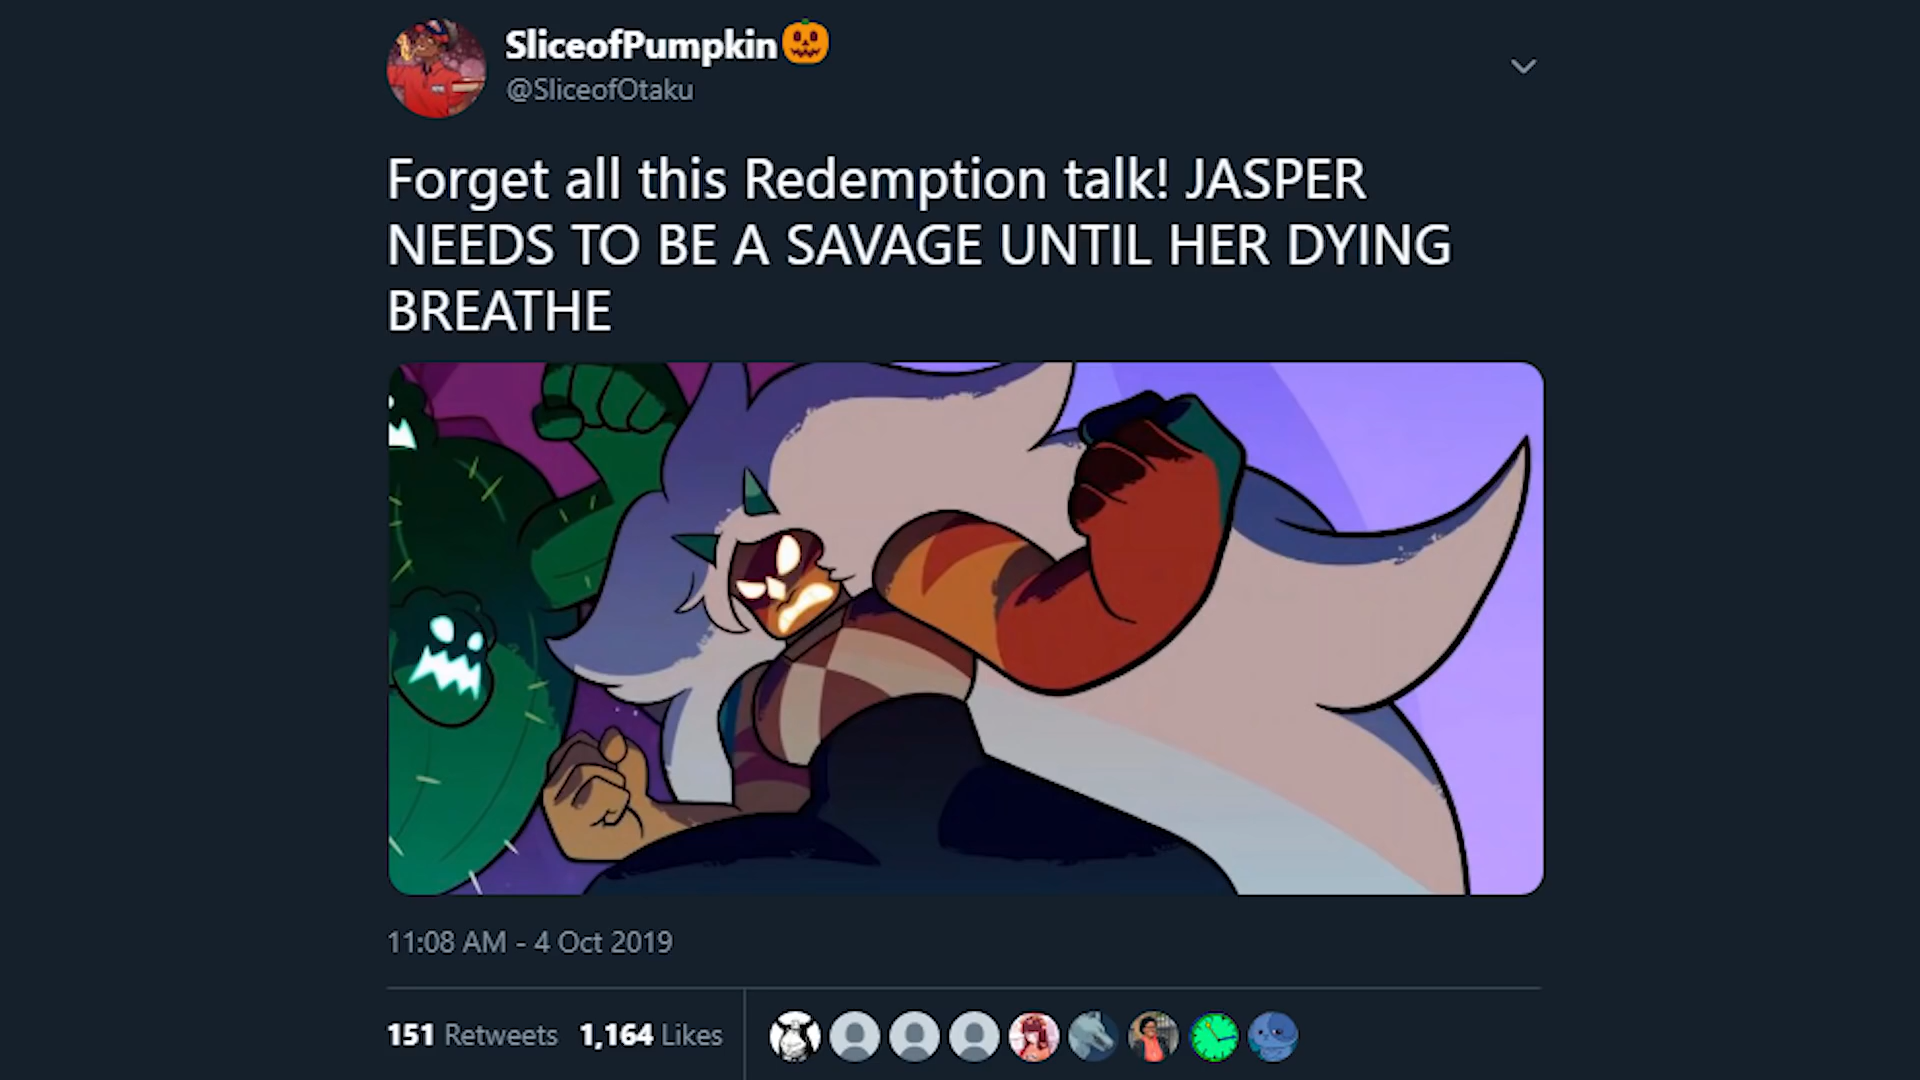 SliceofPumpkin🎃
@SliceofOtaku
Forget all this Redemption talk! JASPER
NEEDS TO BE A SAVAGE UNTIL HER DYING
BREATHE
11:08 AM - 4 Oct 2019
151 Retweets 1,164 Likes